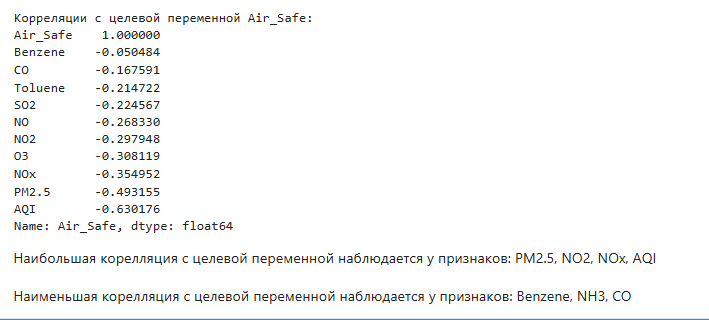 Корреляции с целевой переменной Air_Safe:
Air_Safe    1.000000
Benzene    -0.050484
CO         -0.167591
Toluene    -0.214722
SO2        -0.224567
NO         -0.268330
NO2        -0.297948
O3         -0.308119
NOx        -0.354952
PM2.5      -0.493155
AQI        -0.630176
Name: Air_Safe, dtype: float64
Наибольшая корелляция с целевой переменной наблюдается у признаков: PM2.5, NO2, NOx, AQI
Наименьшая корелляция с целевой переменной наблюдается у признаков: Benzene, NH3, CO